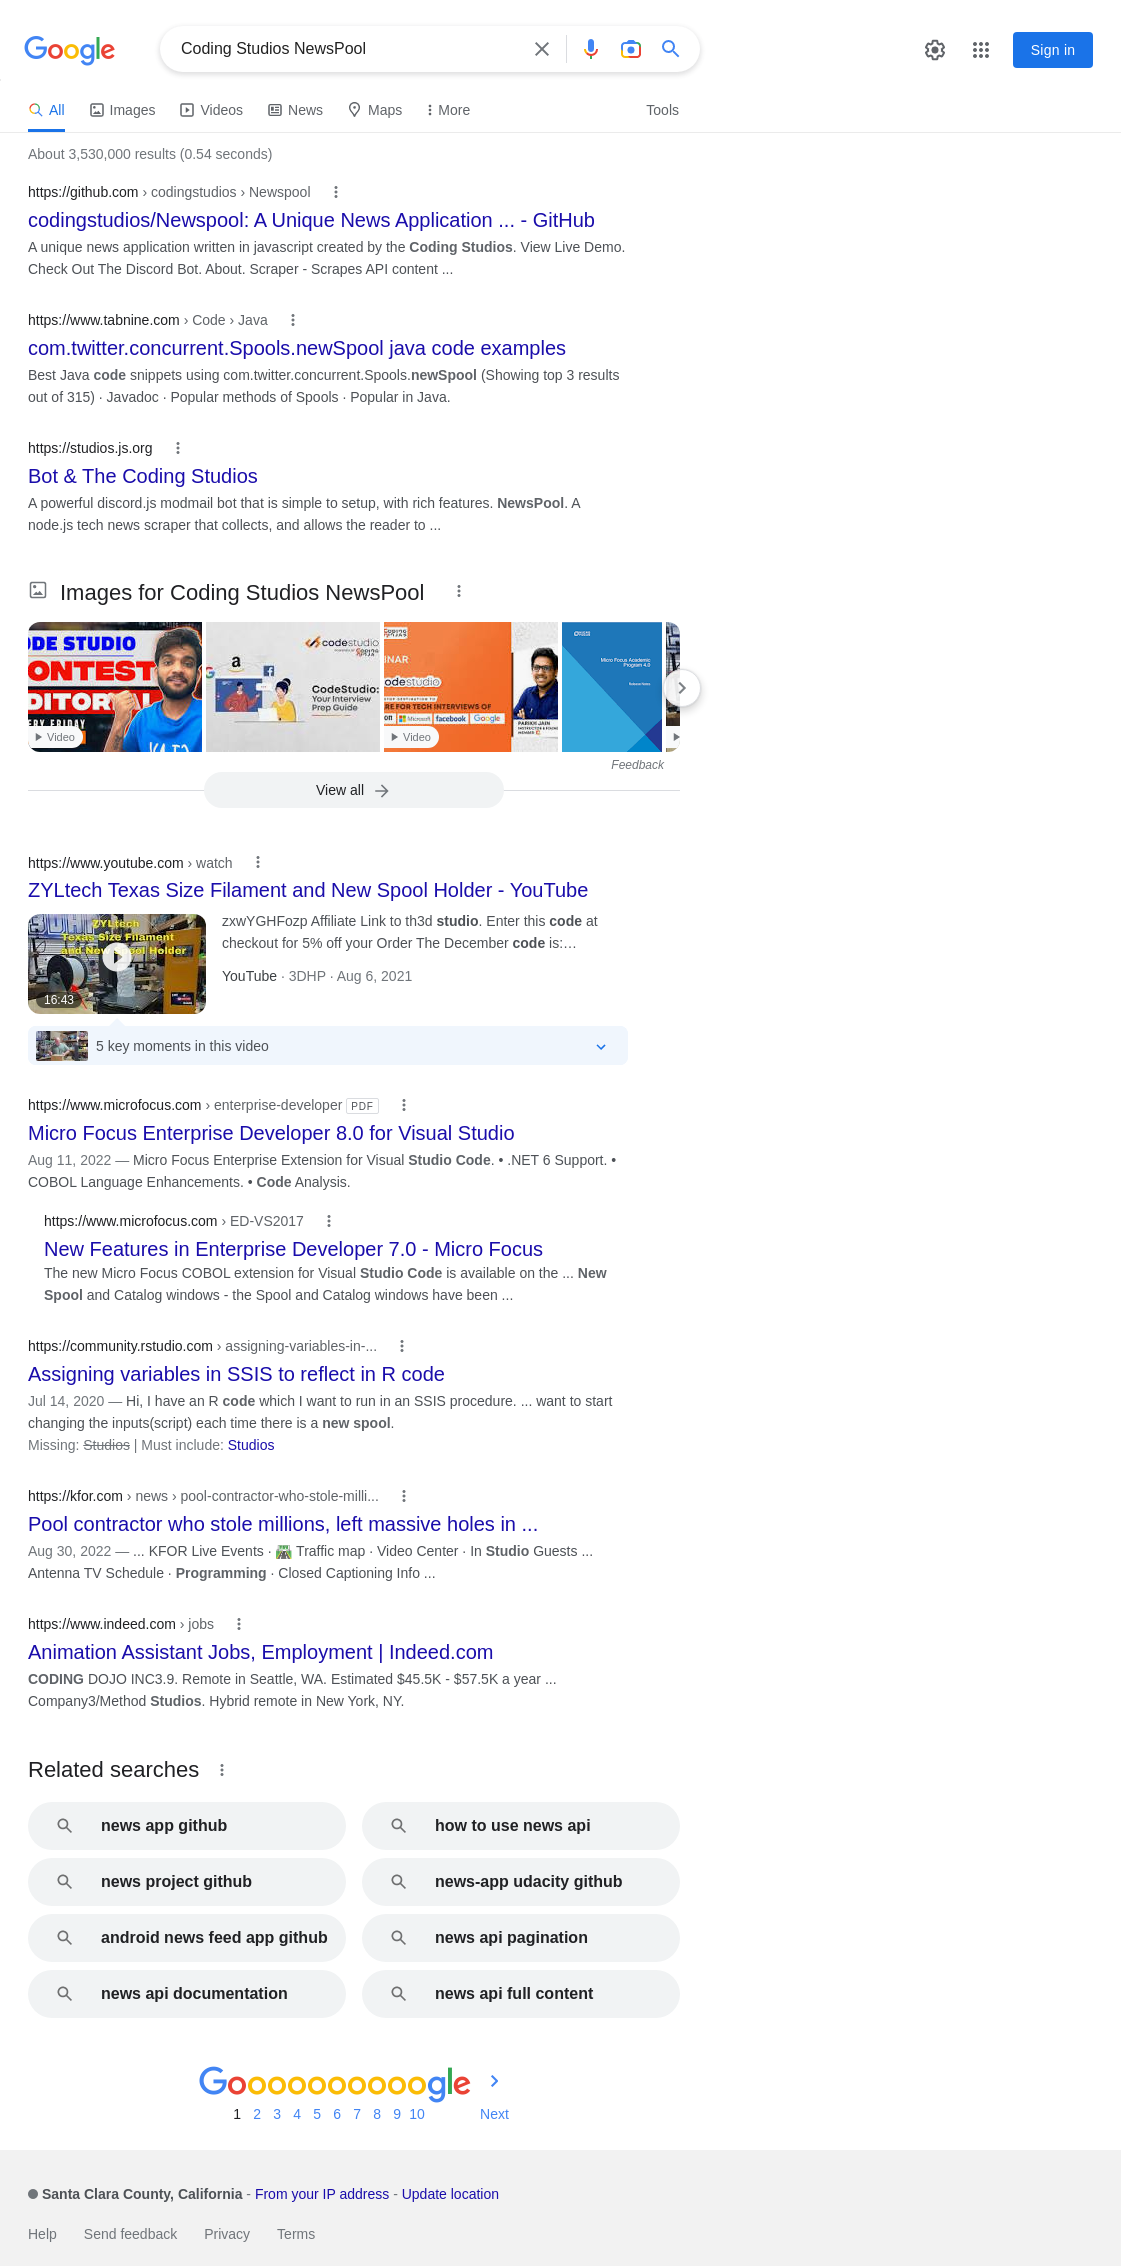 Google
Coding Studios NewsPool
Sign in
All
Images
Videos
News
Maps
More
Tools
About 3,530,000 results (0.54 seconds)
https://github.com › codingstudios › Newspool
codingstudios/Newspool: A Unique News Application ... - GitHub
A unique news application written in javascript created by the Coding Studios. View Live Demo.
Check Out The Discord Bot. About. Scraper - Scrapes API content ...
https://www.tabnine.com › Code › Java
com.twitter.concurrent.Spools.newSpool java code examples
Best Java code snippets using com.twitter.concurrent.Spools.newSpool (Showing top 3 results
out of 315) · Javadoc · Popular methods of Spools · Popular in Java.
https://studios.js.org
Bot & The Coding Studios
A powerful discord.js modmail bot that is simple to setup, with rich features. NewsPool. A
node.js tech news scraper that collects, and allows the reader to ...
Images for Coding Studios NewsPool
ODE STUDIO
ONTEST
DITORIAL
ERY FRIDAY
Video
codestudio
a
CodeStudio:
Your Interview
Prep Guide
INAR
odestudio
RE FOR TECH INTERVIEWS OF
on Microsoft facebook Google
PARIKH JAIN
Video
Micro Focus Academic
Program 4.0
Feedback
View all
https://www.youtube.com › watch
ZYLtech Texas Size Filament and New Spool Holder - YouTube
3DHP
ZYLtech
Texas Size Filament
and New Spool Holder
16:43
zxwYGHFozp Affiliate Link to th3d studio. Enter this code at
checkout for 5% off your Order The December code is:…
YouTube · 3DHP · Aug 6, 2021
5 key moments in this video
https://www.microfocus.com › enterprise-developer PDF
Micro Focus Enterprise Developer 8.0 for Visual Studio
Aug 11, 2022 — Micro Focus Enterprise Extension for Visual Studio Code. • .NET 6 Support. •
COBOL Language Enhancements. • Code Analysis.
https://www.microfocus.com › ED-VS2017
New Features in Enterprise Developer 7.0 - Micro Focus
The new Micro Focus COBOL extension for Visual Studio Code is available on the ... New
Spool and Catalog windows - the Spool and Catalog windows have been ...
https://community.rstudio.com › assigning-variables-in-...
Assigning variables in SSIS to reflect in R code
Jul 14, 2020 — Hi, I have an R code which I want to run in an SSIS procedure. ... want to start
changing the inputs(script) each time there is a new spool.
Missing: Studios | Must include: Studios
https://kfor.com › news › pool-contractor-who-stole-milli...
Pool contractor who stole millions, left massive holes in ...
Aug 30, 2022 — ... KFOR Live Events · 🛣️ Traffic map · Video Center · In Studio Guests ...
Antenna TV Schedule · Programming · Closed Captioning Info ...
https://www.indeed.com › jobs
Animation Assistant Jobs, Employment | Indeed.com
CODING DOJO INC3.9. Remote in Seattle, WA. Estimated $45.5K - $57.5K a year ...
Company3/Method Studios. Hybrid remote in New York, NY.
Related searches
news app github
how to use news api
news project github
news-app udacity github
android news feed app github
news api pagination
news api documentation
news api full content
Goooooooooogle
1 2 3 4 5 6 7 8 9 10 Next
Santa Clara County, California - From your IP address - Update location
Help Send feedback Privacy Terms